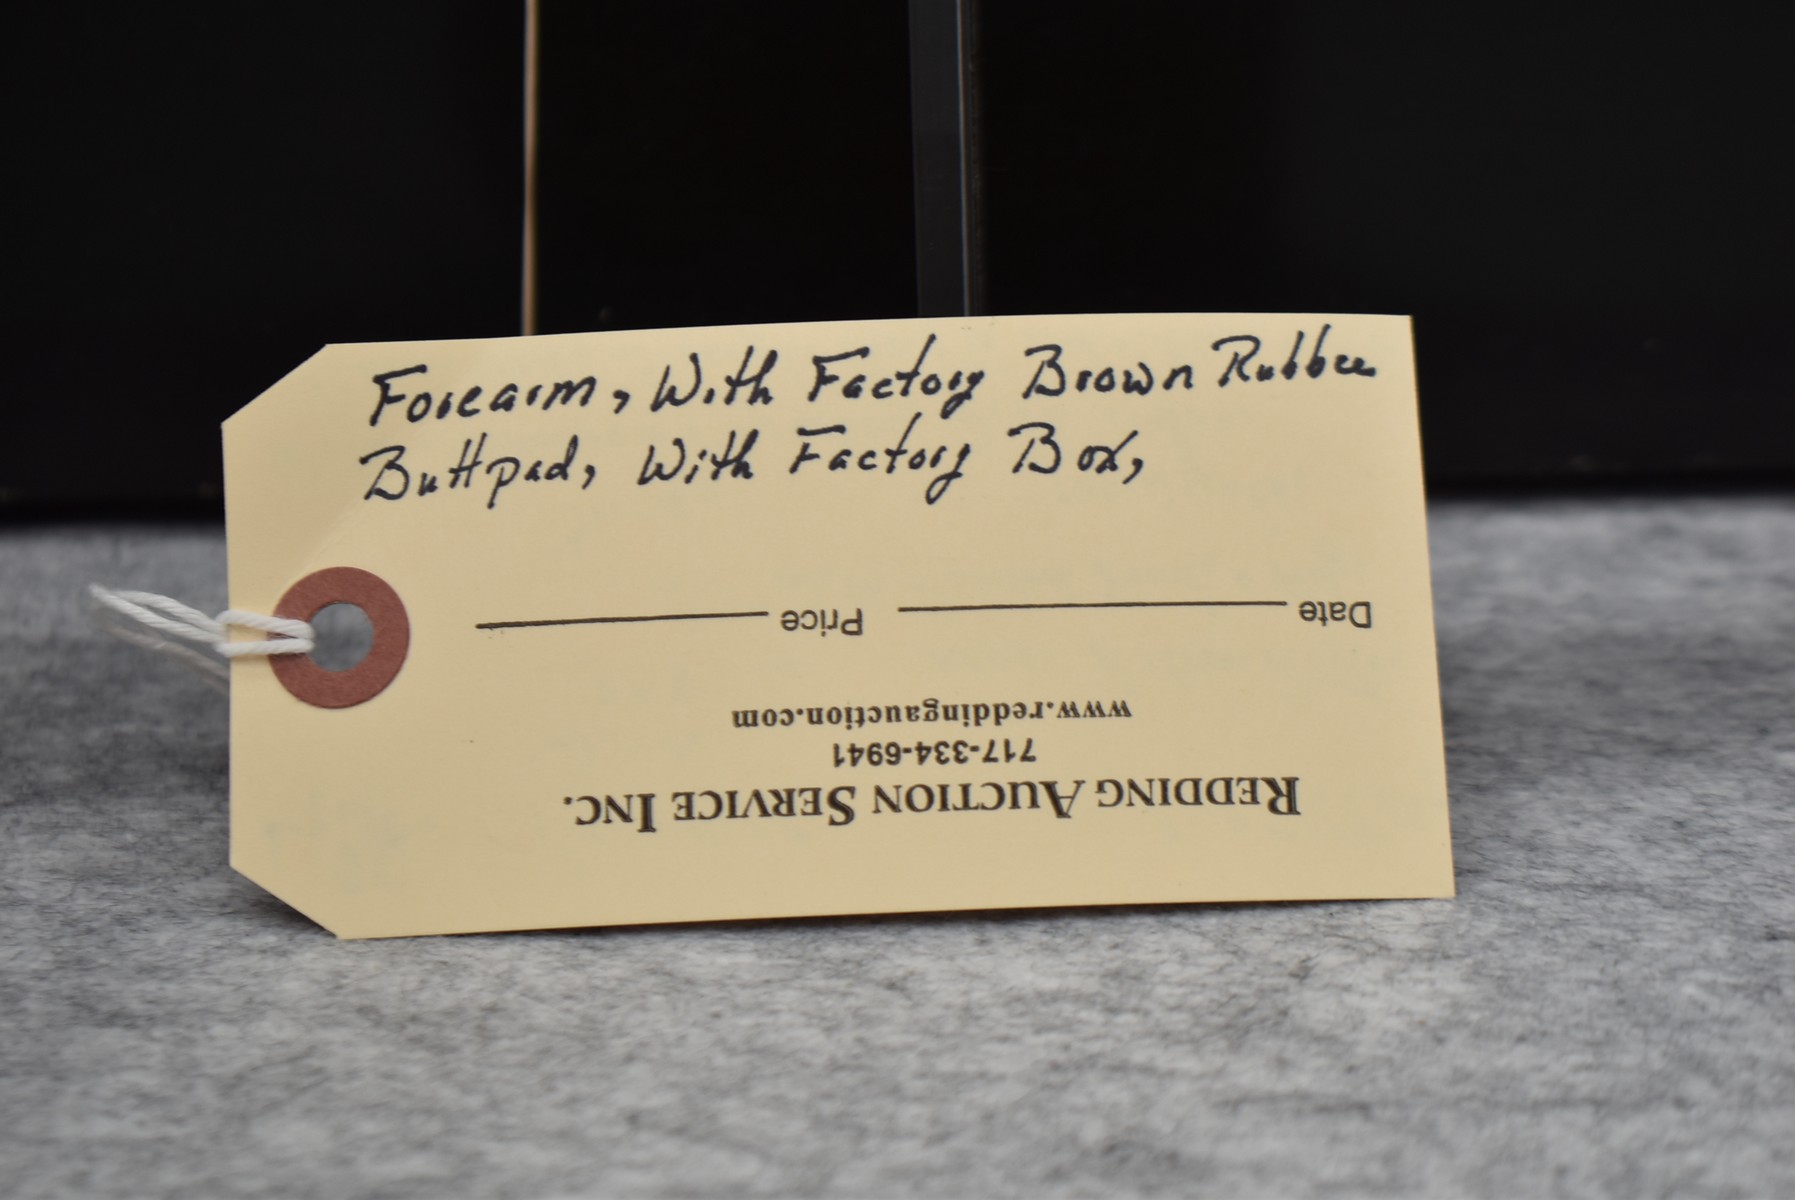 Forearm, With Factory Brown Rubber
Buttpad, With Factory Box,
REDDING AUCTION SERVICE INC.
717-334-6941
www.reddingauction.com
Date Price